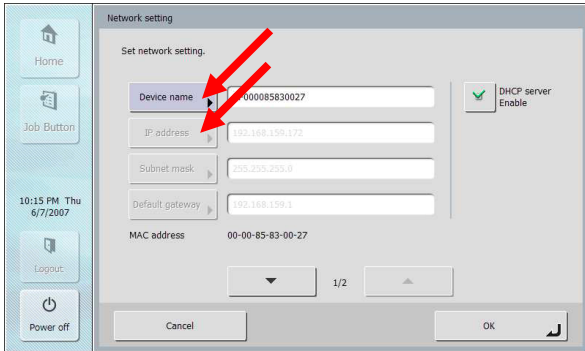 Network setting
Home
Set network setting.
Device name
000085830027
DHCP server
Enable
Job Button
IP address
192.168.159.172
Subnet mask
255.255.255.0
10:15 PM Thu
6/7/2007
Default gateway
192.168.159.1
MAC address
00-00-85-83-00-27
Logout
1/2
Power off
Cancel
OK